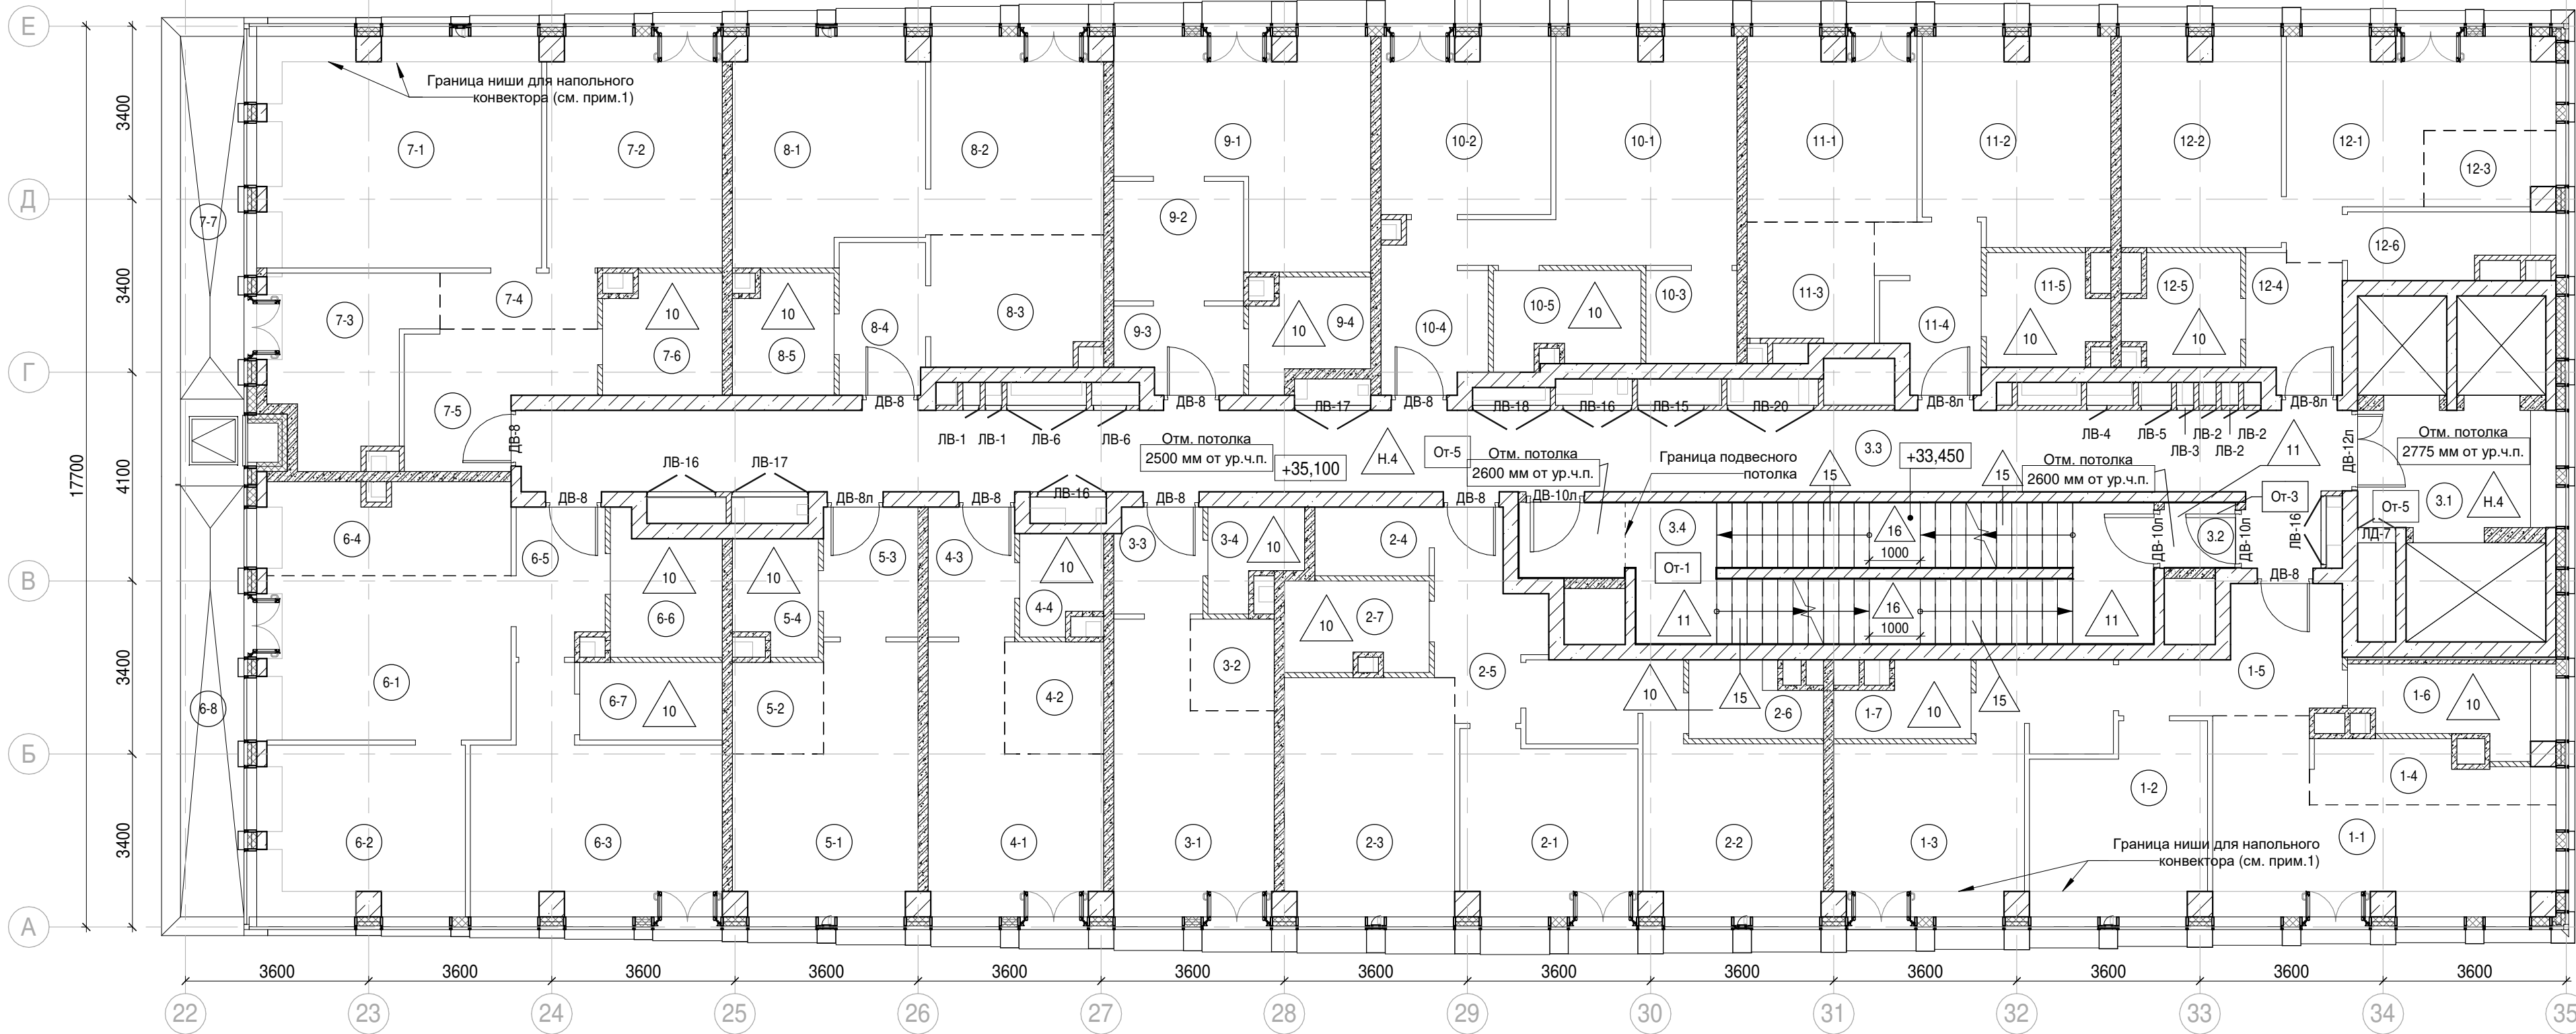 Е
Граница ниши для напольного
конвектора (см. прим.1)
3400
7-1
7-2
8-1
8-2
9-1
10-2
10-1
11-1
11-2
12-2
12-1
12-3
Д
7-7
9-2
12-6
3400
7-3
7-4
10
7-6
10
8-5
8-4
8-3
9-3
10
9-4
10-4
10-5
10
10-3
11-3
11-4
11-5
10
12-5
10
12-4
Г
7-5
ДВ-8
ДВ-8
ДВ-8
ЛВ-17
ДВ-8
ЛВ-18
ЛВ-16
ЛВ-15
ЛВ-20
ДВ-8л
ДВ-8л
ЛВ-1
ЛВ-1
ЛВ-6
ЛВ-6
ЛВ-4
ЛВ-5
ЛВ-3
ЛВ-2
ЛВ-2
ЛВ-2
11
ДВ-12л
17700
4100
Отм. потолка
2500 мм от ур.ч.п.
+35,100
Н.4
От-5
Отм. потолка
2600 мм от ур.ч.п.
Граница подвесного
потолка
3.3
+33,450
15
15
Отм. потолка
2600 мм от ур.ч.п.
Отм. потолка
2775 мм от ур.ч.п.
ЛВ-16
ЛВ-17
ЛВ-16
ДВ-8
ДВ-8л
ДВ-8
ДВ-8
ДВ-8
ДВ-10л
От-3
От-5
3.1
Н.4
6-4
6-5
5-3
4-3
3-3
3-4
10
2-4
3.4
16
1000
ДВ-10л
3.2
ДВ-10л
ЛВ-16
ЛД-7
В
10
6-6
10
5-4
10
4-4
10
2-7
От-1
11
16
1000
11
ДВ-8
3400
6-1
6-7
10
5-2
4-2
3-2
2-5
10
15
2-6
1-7
10
15
1-5
1-6
10
6-8
Б
1-4
1-2
3400
6-2
6-3
5-1
4-1
3-1
2-3
2-1
2-2
1-3
1-1
Граница ниши для напольного
конвектора (см. прим.1)
А
3600
3600
3600
3600
3600
3600
3600
3600
3600
3600
3600
3600
3600
22
23
24
25
26
27
28
29
30
31
32
33
34
35